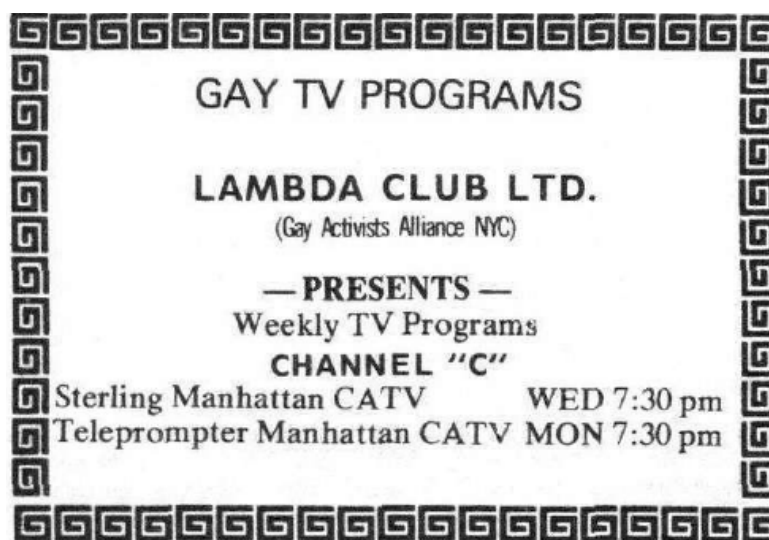 GAY TV PROGRAMS
LAMBDA CLUB LTD.
(Gay Activists Alliance NYC)
— PRESENTS —
Weekly TV Programs
CHANNEL "C"
Sterling Manhattan CATV WED 7:30 pm
Teleprompter Manhattan CATV MON 7:30 pm